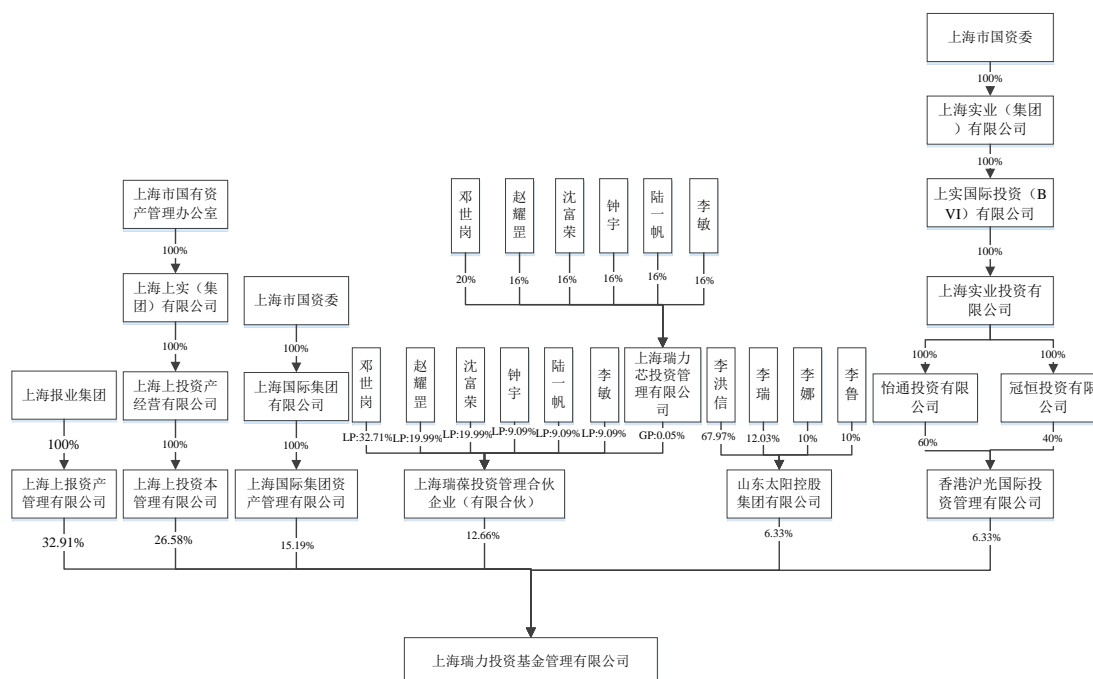 上海市国资委
100%
上海实业（集团
）有限公司
100%
上海市国有资
产管理办公室
邓世岗
赵耀罡
沈富荣
钟宇
陆一帆
李敏
上实国际投资（B
VI）有限公司
100%
20%
16%
16%
16%
16%
16%
100%
上海上实（集
团）有限公司
上海市国资委
上海实业投资有
限公司
100%
100%
100%
100%
上海报业集团
上海上投资产
经营有限公司
上海国际集团
有限公司
邓世岗
赵耀罡
沈富荣
钟宇
陆一帆
李敏
上海瑞力
芯投资管
理有限公
司
李洪信
李瑞
李娜
李鲁
怡通投资有限
公司
冠恒投资有限
公司
100%
100%
100%
LP:32.71%
LP:19.99%
LP:19.99%
LP:9.09%
LP:9.09%
LP:9.09%
GP:0.05%
67.97%
12.03%
10%
10%
60%
40%
上海上报资产
管理有限公司
上海上投资本
管理有限公司
上海国际集团资
产管理有限公司
上海瑞葆投资管理合伙
企业（有限合伙）
山东太阳控股
集团有限公司
香港沪光国际投
资管理有限公司
32.91%
26.58%
15.19%
12.66%
6.33%
6.33%
上海瑞力投资基金管理有限公司